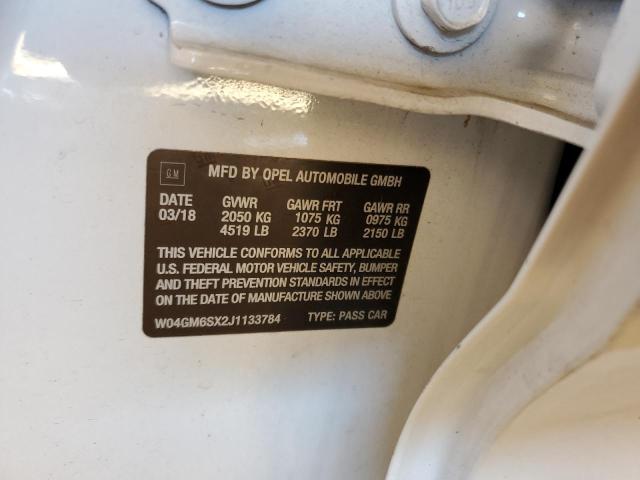 GM
MFD BY OPEL AUTOMOBILE GMBH
DATE GVWR GAWR FRT GAWR RR
03/18 2050 KG 1075 KG 0975 KG
4519 LB 2370 LB 2150 LB
THIS VEHICLE CONFORMS TO ALL APPLICABLE
U.S. FEDERAL MOTOR VEHICLE SAFETY, BUMPER
AND THEFT PREVENTION STANDARDS IN EFFECT
ON THE DATE OF MANUFACTURE SHOWN ABOVE
W04GM6SX2J1133784 TYPE: PASS CAR